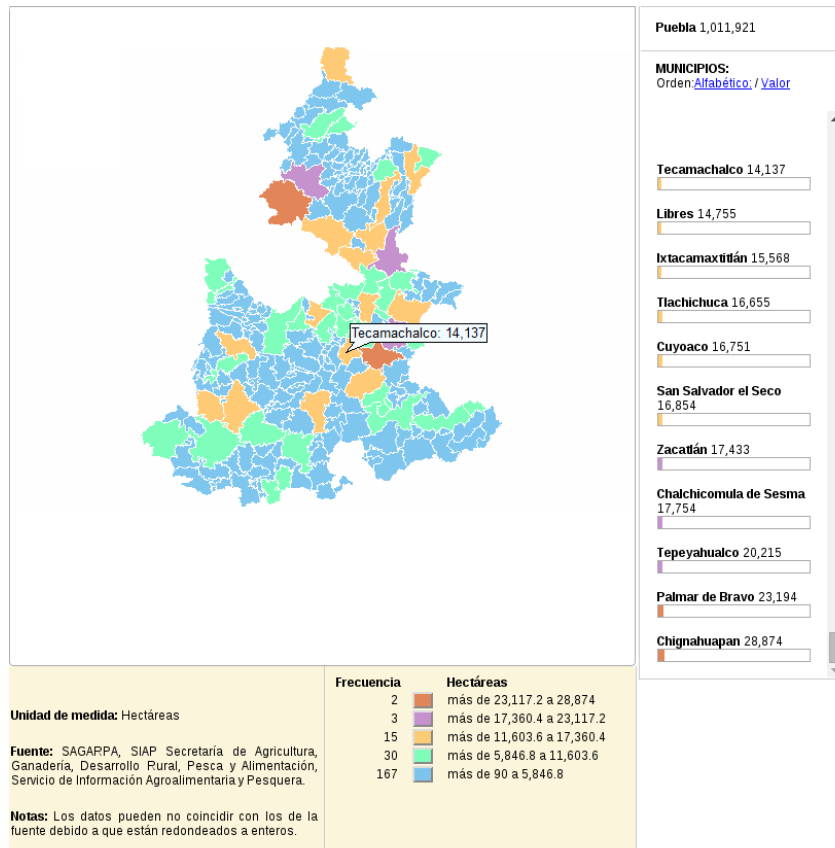 Puebla 1,011,921
MUNICIPIOS:
Orden:Alfabético: / Valor
Tecamachalco 14,137
Libres 14,755
Ixtacamaxtitlán 15,568
Tlachichuca 16,655
Cuyoaco 16,751
San Salvador el Seco
16,854
Zacatlán 17,433
Chalchicomula de Sesma
17,754
Tepeyahualco 20,215
Palmar de Bravo 23,194
Chignahuapan 28,874
Tecamachalco: 14,137
Unidad de medida: Hectáreas
Fuente: SAGARPA, SIAP Secretaría de Agricultura,
Ganadería, Desarrollo Rural, Pesca y Alimentación,
Servicio de Información Agroalimentaria y Pesquera.
Notas: Los datos pueden no coincidir con los de la
fuente debido a que están redondeados a enteros.
Frecuencia Hectáreas
2 más de 23,117.2 a 28,874
3 más de 17,360.4 a 23,117.2
15 más de 11,603.6 a 17,360.4
30 más de 5,846.8 a 11,603.6
167 más de 90 a 5,846.8